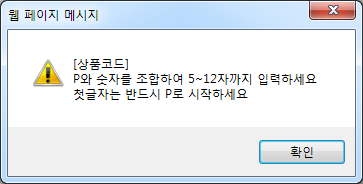 웹 페이지 메시지
[상품코드]
P와 숫자를 조합하여 5~12자까지 입력하세요
첫글자는 반드시 P로 시작하세요
확인